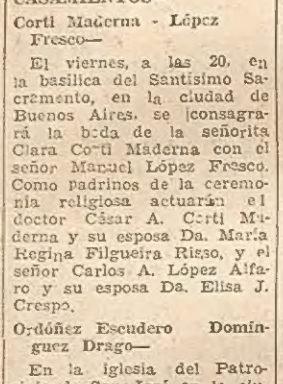 CASAMIENTOS
Corti Maderna - López
Fresco—
El viernes, a las 20, en
la basílica del Santísimo Sa-
cramento, en la ciudad de
Buenos Aires, se consagra-
rá la boda de la señorita
Clara Corti Maderna con el
señor Manuel López Fresco.
Como padrinos de la ceremo-
nia religiosa actuarán el
doctor César A. Corti Ma-
derna y su esposa Da. María
Regina Filgueira Risso, y el
señor Carlos A. López Alfa-
ro y su esposa Da. Elisa J.
Crespo.
Ordóñez Escudero Domín-
guez Drago—
En la iglesia del Patro-